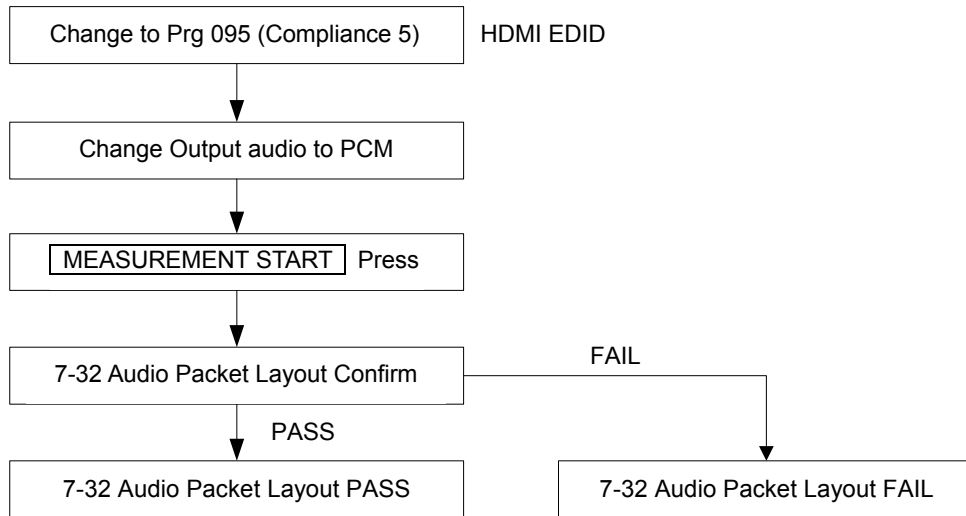 Change to Prg 095 (Compliance 5)
HDMI EDID
Change Output audio to PCM
MEASUREMENT START Press
7-32 Audio Packet Layout Confirm
FAIL
PASS
7-32 Audio Packet Layout PASS
7-32 Audio Packet Layout FAIL